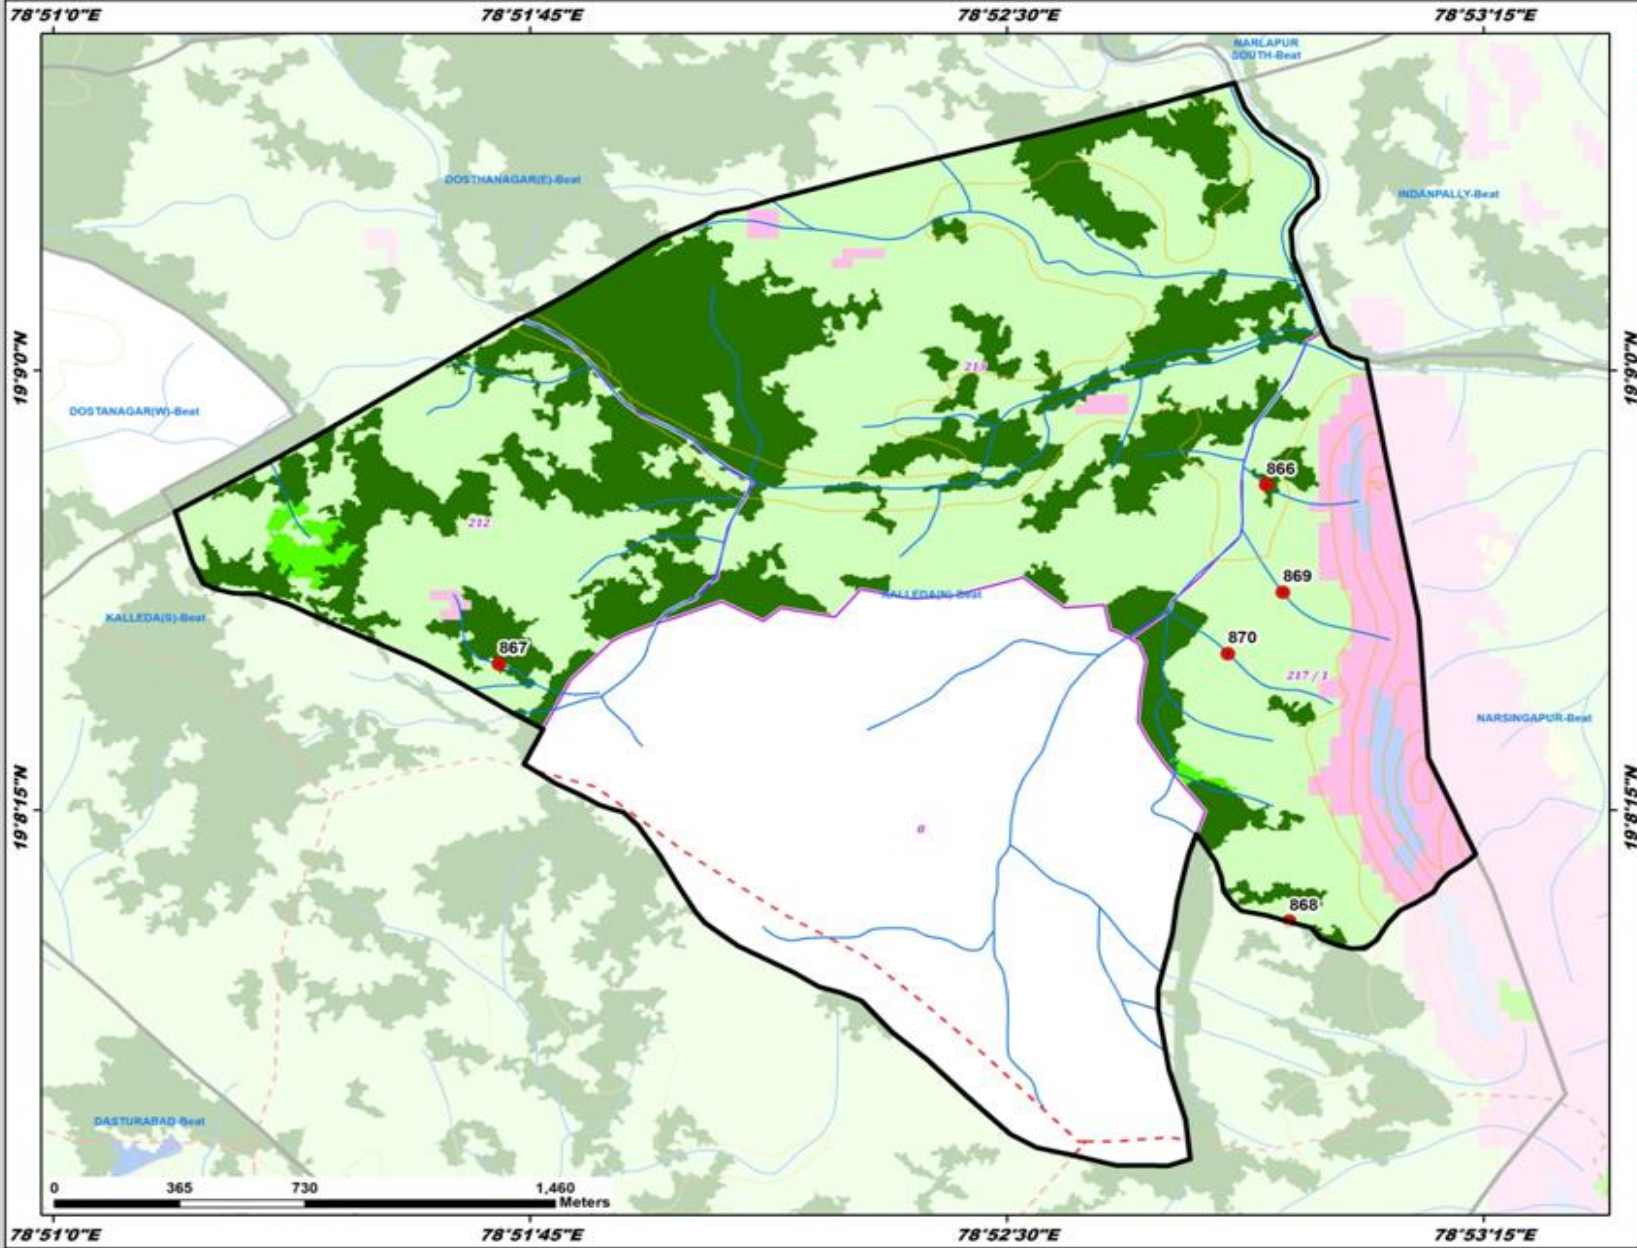 78°51'0"E 78°51'45"E 78°52'30"E 78°53'15"E
NARLAPUR
SOUTH-Beat
DOSTHANAGAR(E)-Beat
INDANPALLY-Beat
19°9'0"N 19°9'0"N
213
DOSTANAGAR(W)-Beat
866
212
869
KALLEDA(N)-Beat
KALLEDA(S)-Beat
870
867
217 / 1
NARSINGAPUR-Beat
19°8'15"N 19°8'15"N
0
868
DASTURABAD-Beat
0 365 730 1,460
Meters
78°51'0"E 78°51'45"E 78°52'30"E 78°53'15"E